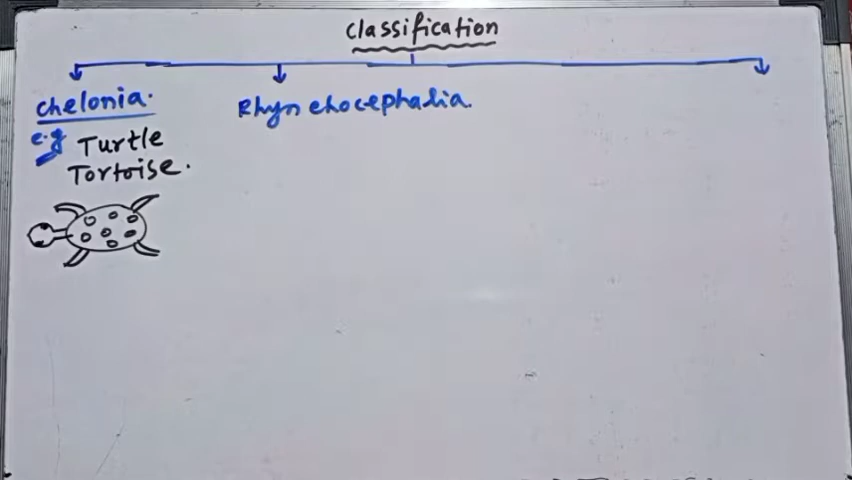 Classification
Chelonia.
Rhynchocephalia.
e.g Turtle
Tortoise.